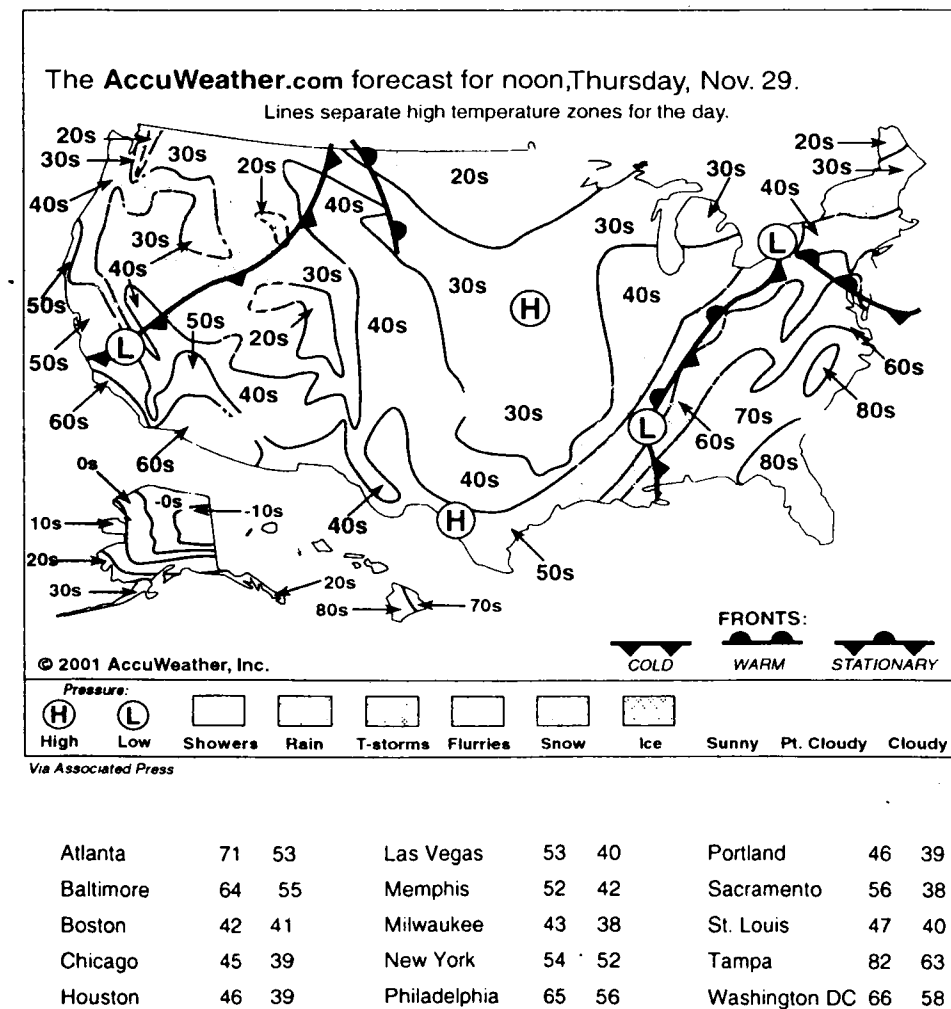 The AccuWeather.com forecast for noon,Thursday, Nov. 29.
Lines separate high temperature zones for the day.
20s
30s 30s 20s 20s 30s 20s
30s
40s 40s 40s
30s 30s
40s 30s 30s 40s
50s 50s H
20s 40s
L 50s
60s
60s 40s 30s 70s 80s
L 60s
60s 40s 80s
0s -0s -10s H
10s 40s
20s 20s 50s
30s 80s 70s
FRONTS:
COLD WARM STATIONARY
© 2001 AccuWeather, Inc.
Pressure:
H L
High Low Showers Rain T-storms Flurries Snow Ice Sunny Pt. Cloudy Cloudy
Via Associated Press
Atlanta 71 53 Las Vegas 53 40 Portland 46 39
Baltimore 64 55 Memphis 52 42 Sacramento 56 38
Boston 42 41 Milwaukee 43 38 St. Louis 47 40
Chicago 45 39 New York 54 52 Tampa 82 63
Houston 46 39 Philadelphia 65 56 Washington DC 66 58